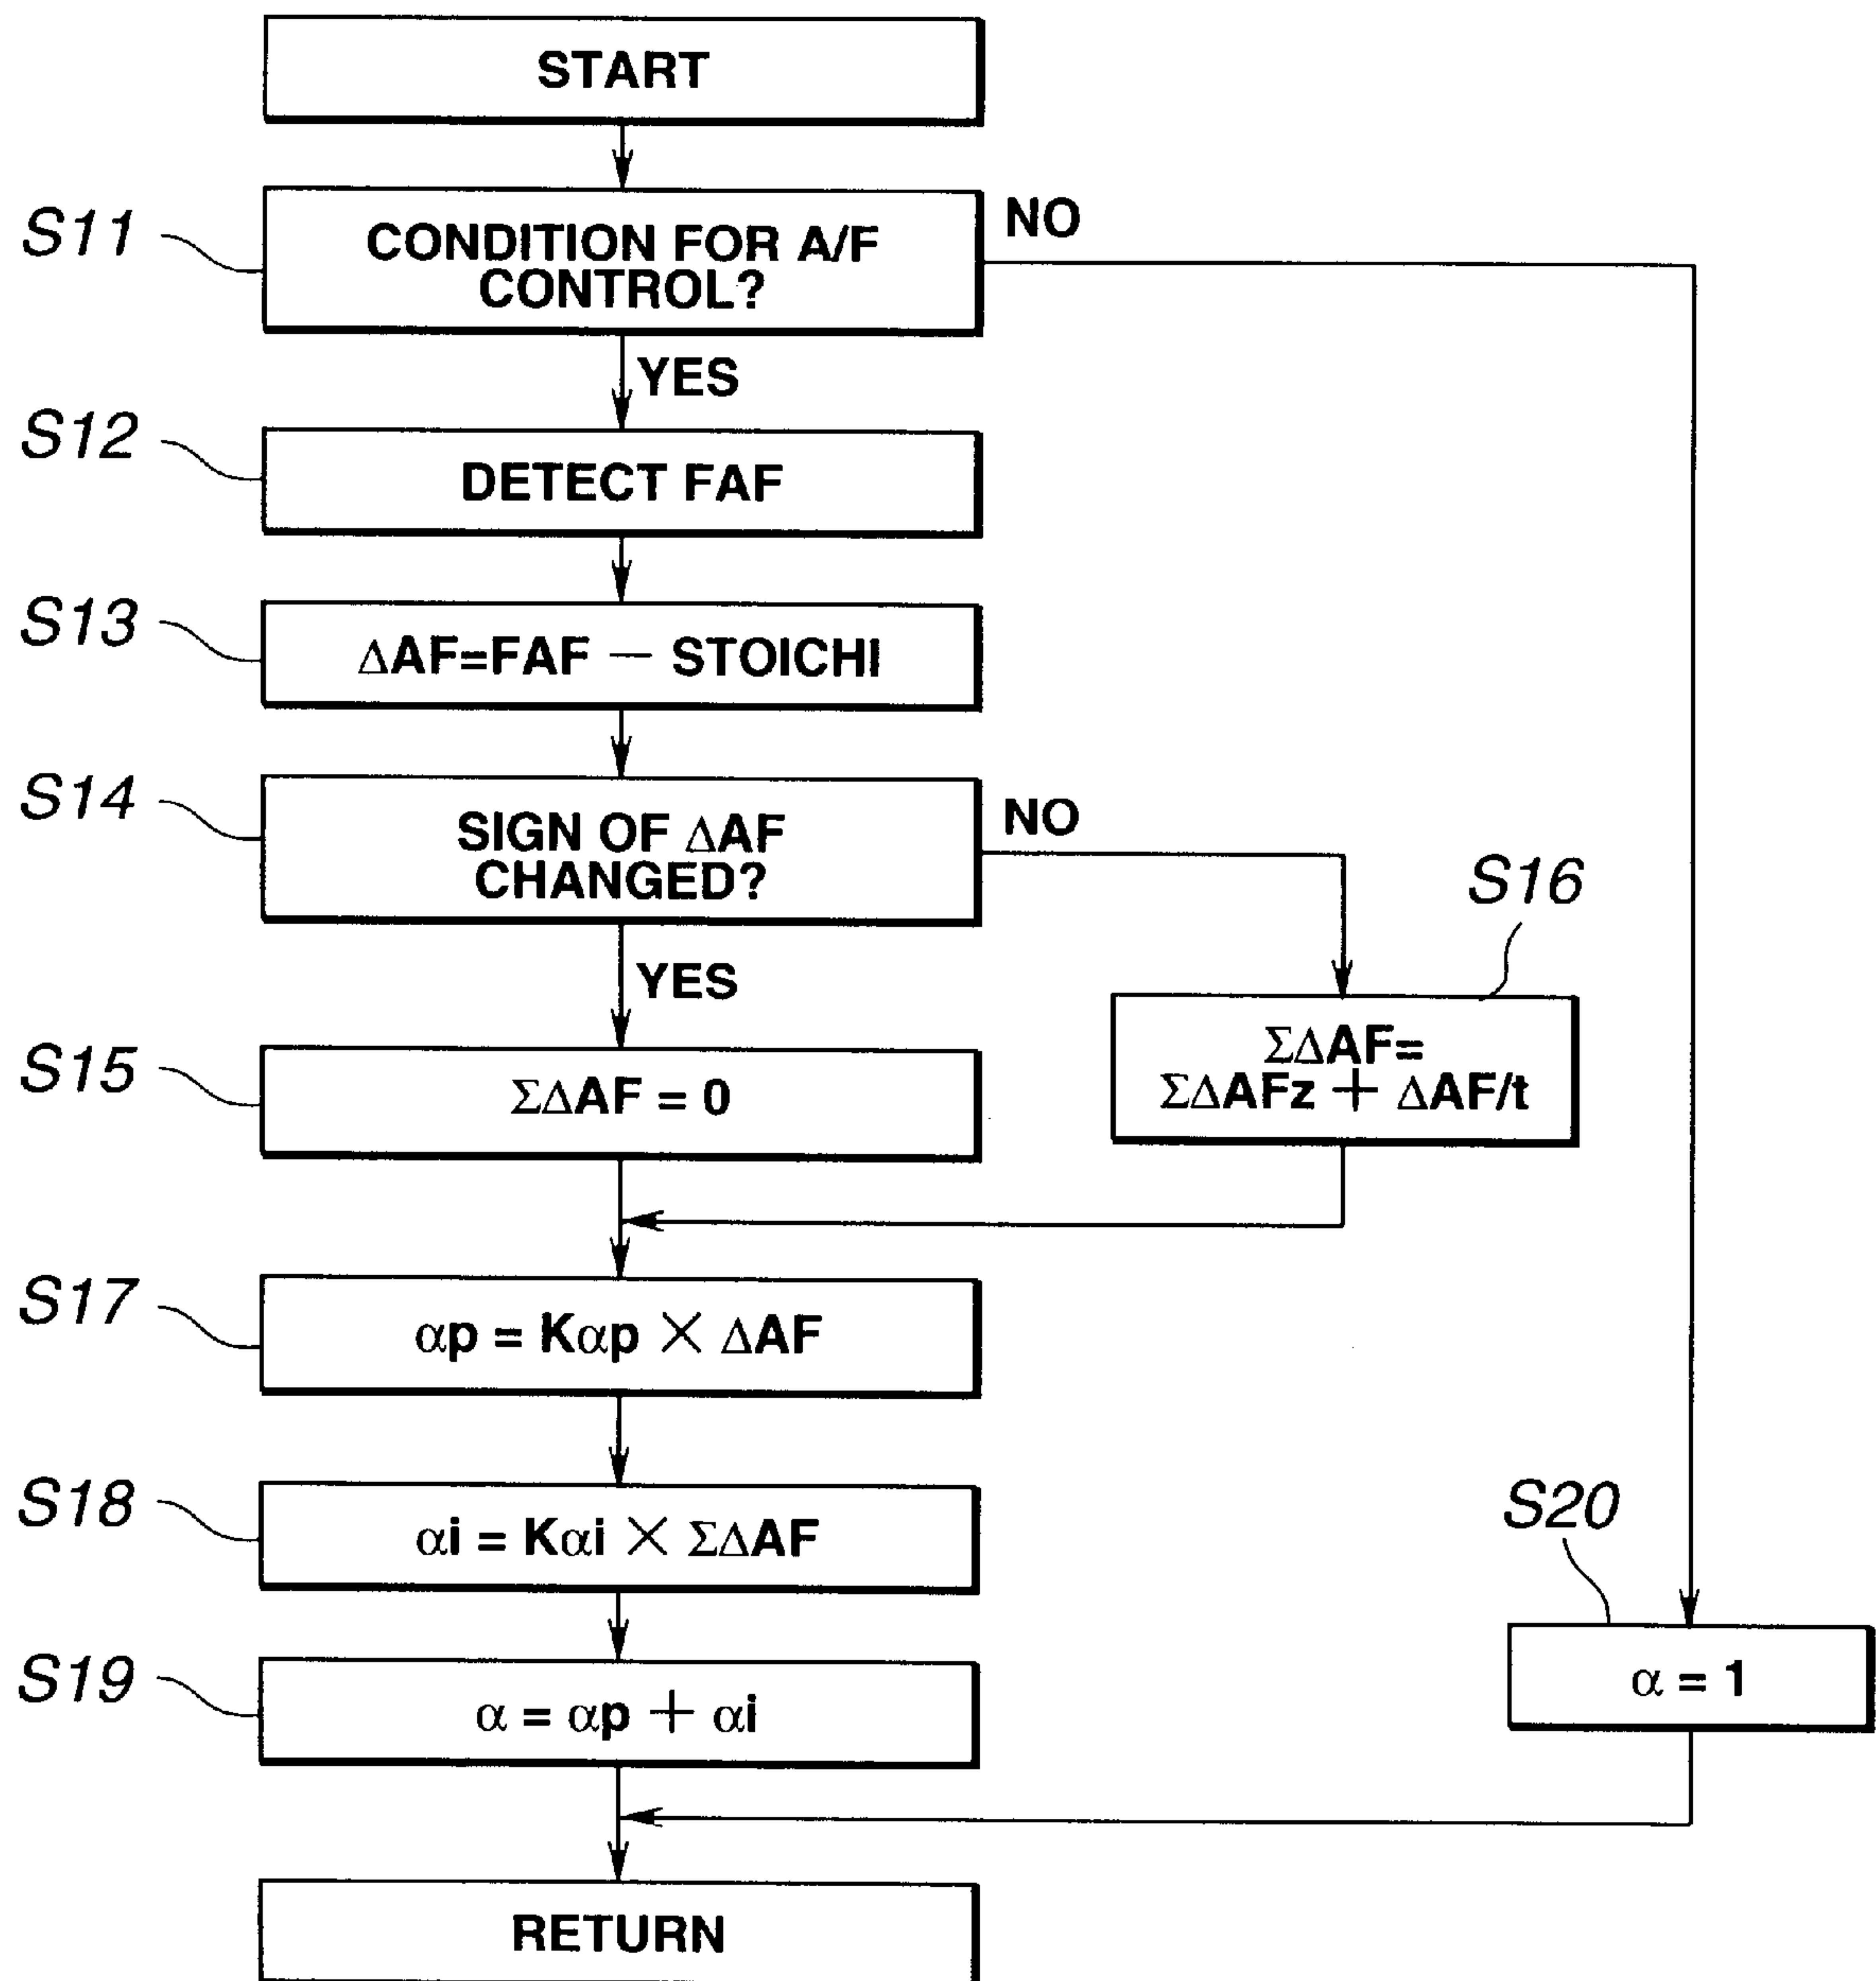 START
S11
CONDITION FOR A/F
CONTROL?
NO
YES
S12
DETECT FAF
S13
ΔAF=FAF − STOICHI
S14
SIGN OF ΔAF
CHANGED?
NO
YES
S16
ΣΔAF=
ΣΔAFz + ΔAF/t
S15
ΣΔAF = 0
S17
αp = Kαp × ΔAF
S18
αi = Kαi × ΣΔAF
S19
α = αp + αi
S20
α = 1
RETURN